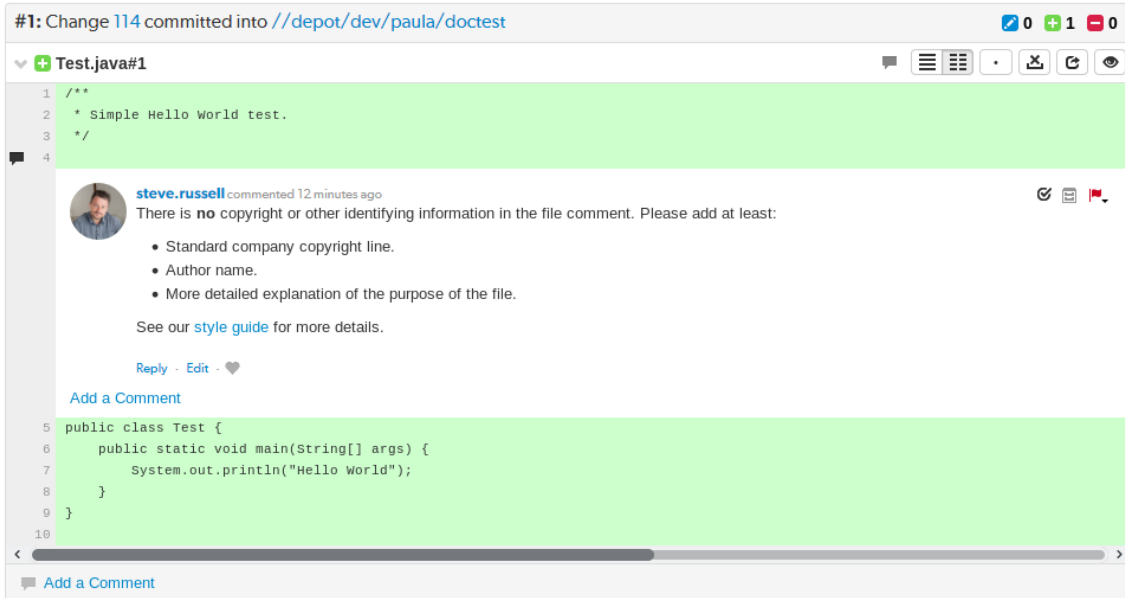 #1: Change 114 committed into //depot/dev/paula/doctest 0 1 0
Test.java#1
1 /**
2  * Simple Hello World test.
3  */
4
steve.russell commented 12 minutes ago
There is no copyright or other identifying information in the file comment. Please add at least:
• Standard company copyright line.
• Author name.
• More detailed explanation of the purpose of the file.
See our style guide for more details.
Reply · Edit ·
Add a Comment
5 public class Test {
6     public static void main(String[] args) {
7         System.out.println("Hello World");
8     }
9 }
10
Add a Comment